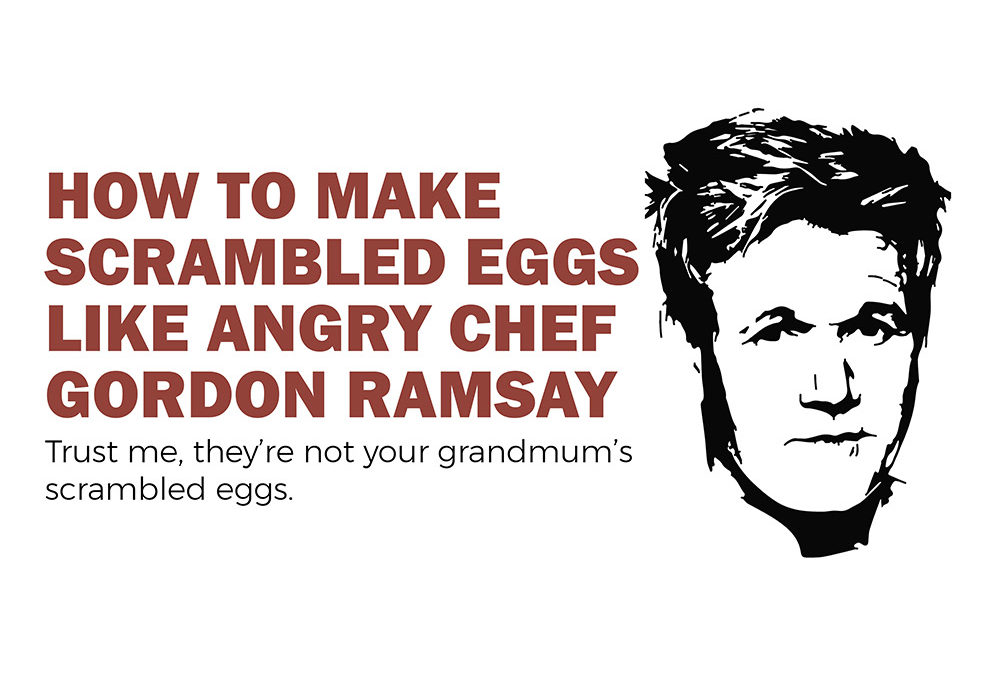 HOW TO MAKE
SCRAMBLED EGGS
LIKE ANGRY CHEF
GORDON RAMSAY
Trust me, they’re not your grandmum’s
scrambled eggs.